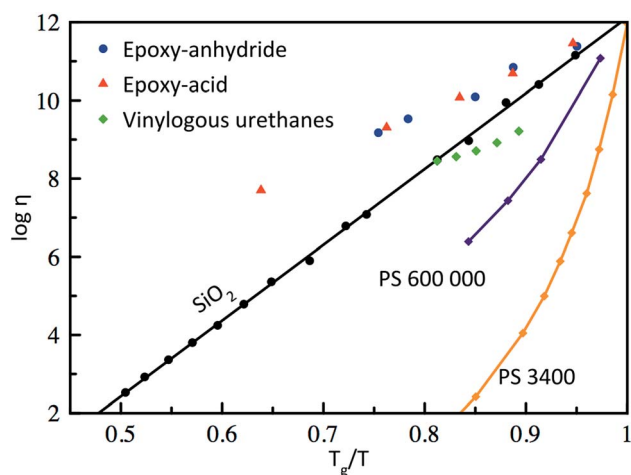 12
10
8
6
4
2
log η
Epoxy-anhydride
Epoxy-acid
Vinylogous urethanes
SiO₂
PS 600 000
PS 3400
0.5 0.6 0.7 0.8 0.9 1
T_g/T